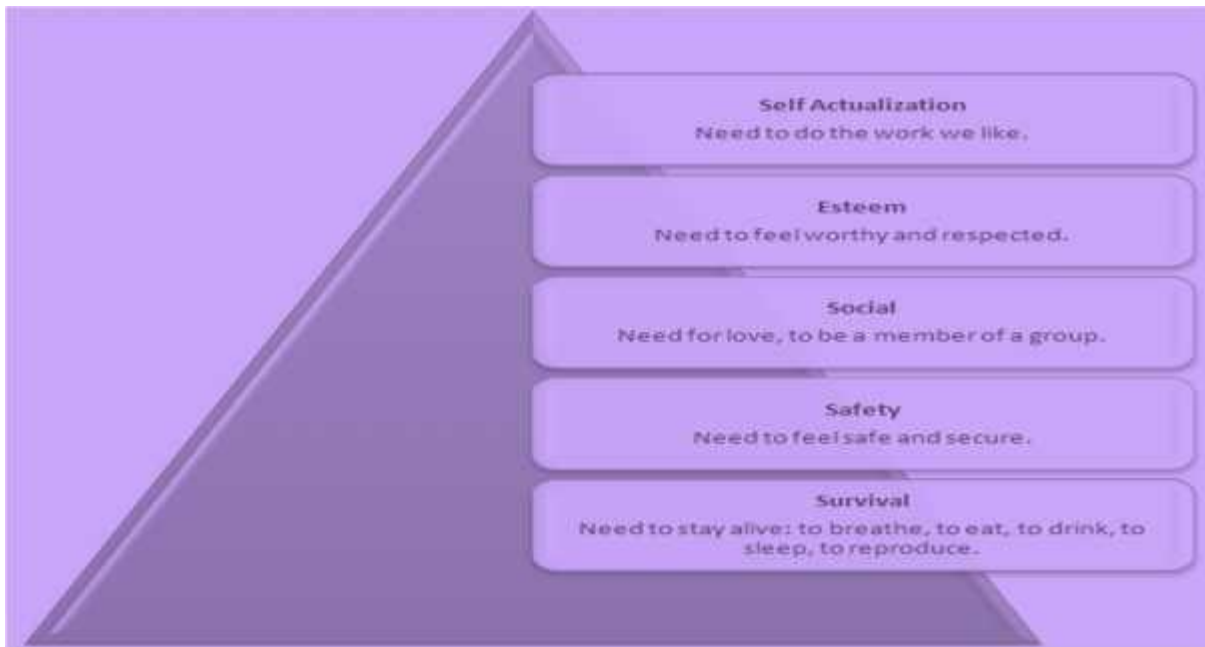 Self Actualization
Need to do the work we like.
Esteem
Need to feel worthy and respected.
Social
Need for love, to be a member of a group.
Safety
Need to feel safe and secure.
Survival
Need to stay alive: to breathe, to eat, to drink, to
sleep, to reproduce.